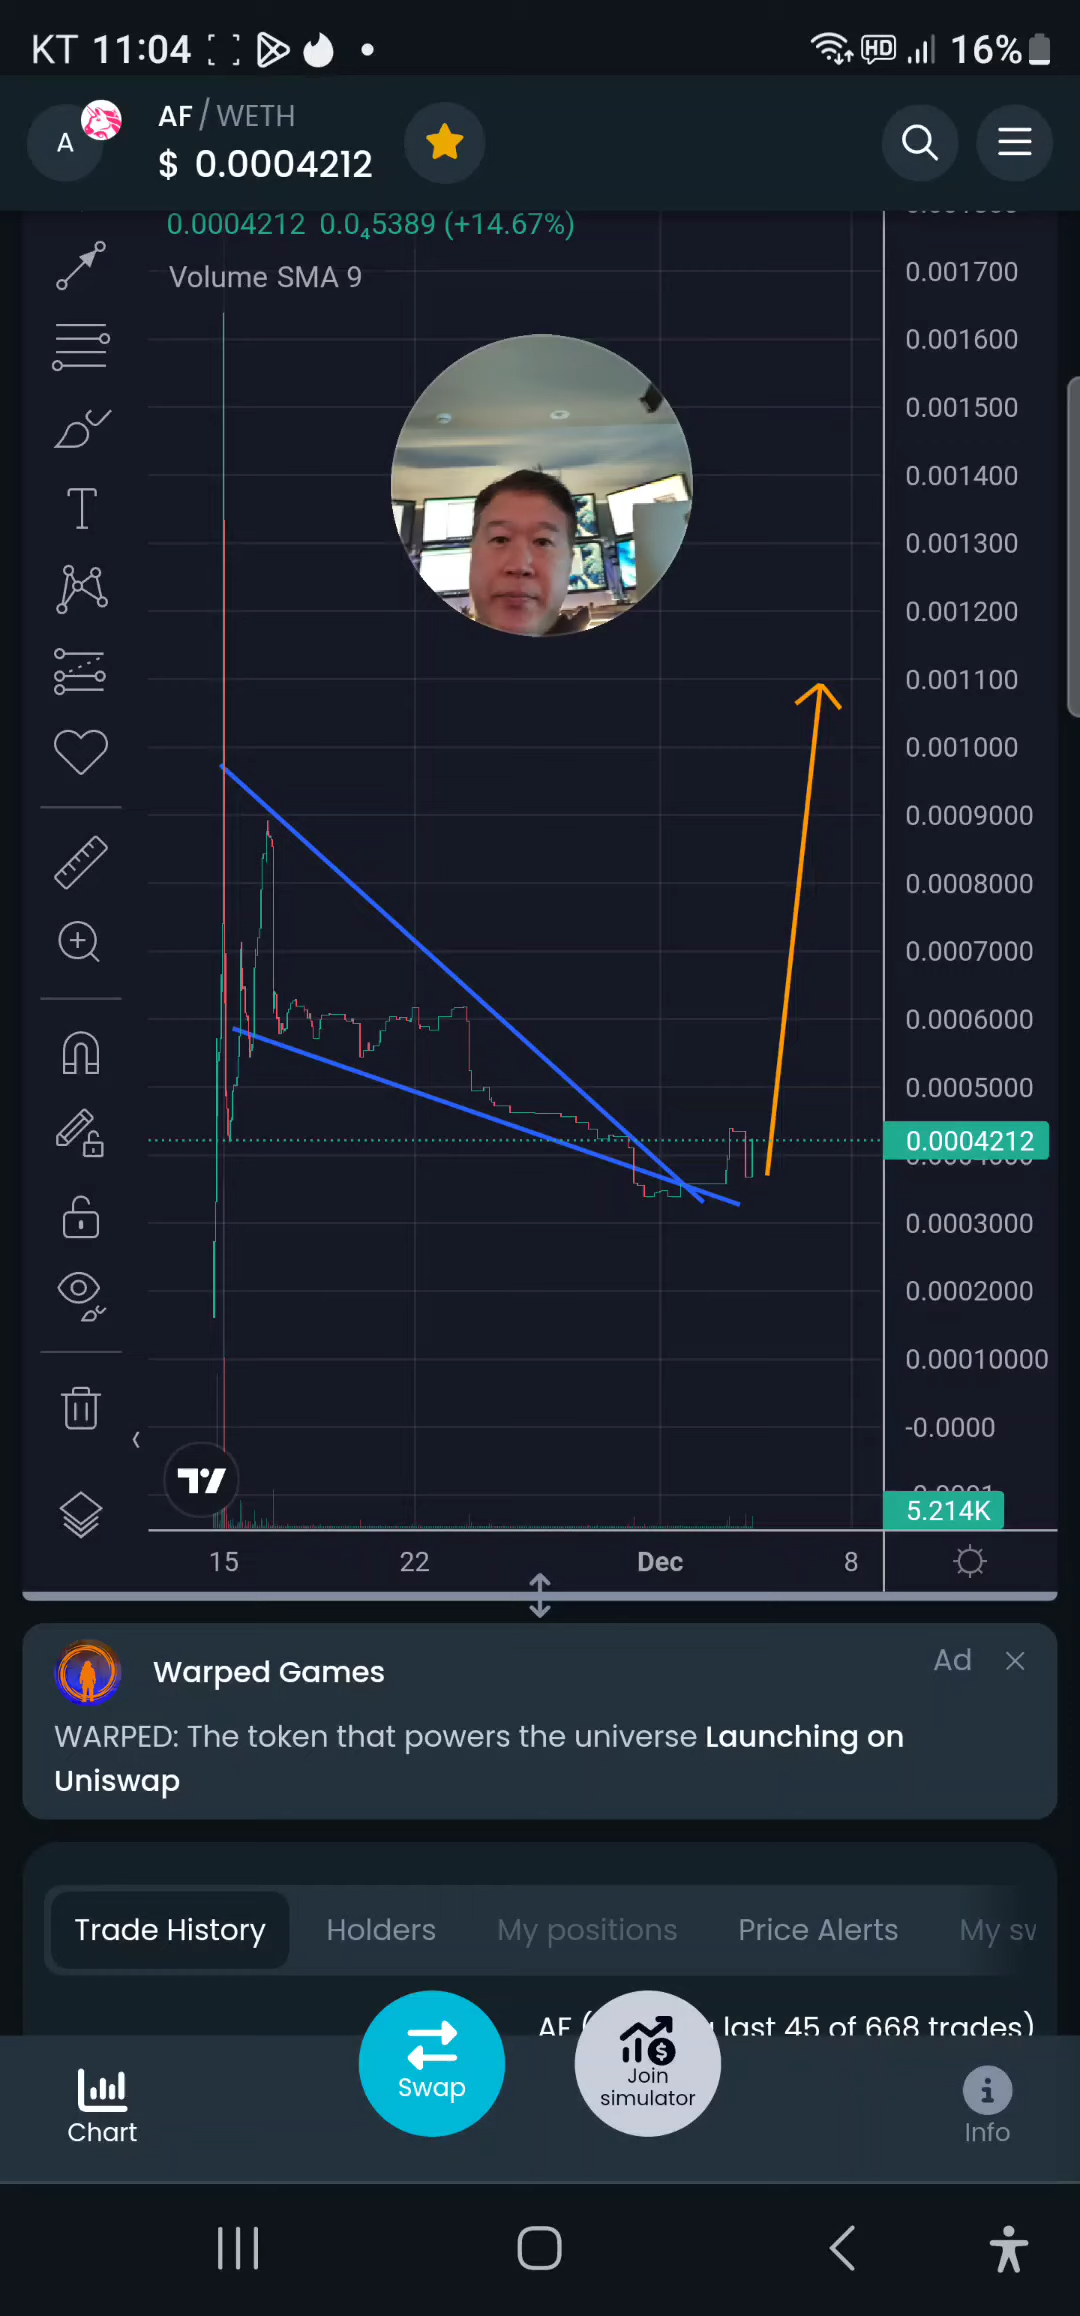 KT 11:04 HD 16%
A AF / WETH
$ 0.0004212
0.0004212 0.0₄5389 (+14.67%)
Volume SMA 9
0.001700
0.001600
0.001500
0.001400
0.001300
0.001200
0.001100
0.001000
0.0009000
0.0008000
0.0007000
0.0006000
0.0005000
0.0004212
0.0003000
0.0002000
0.00010000
-0.0000
5.214K
15 22 Dec 8
Warped Games Ad
WARPED: The token that powers the universe Launching on
Uniswap
Trade History Holders My positions Price Alerts My sw
AF ( last 45 of 668 trades)
Swap
Join
simulator
Chart
Info